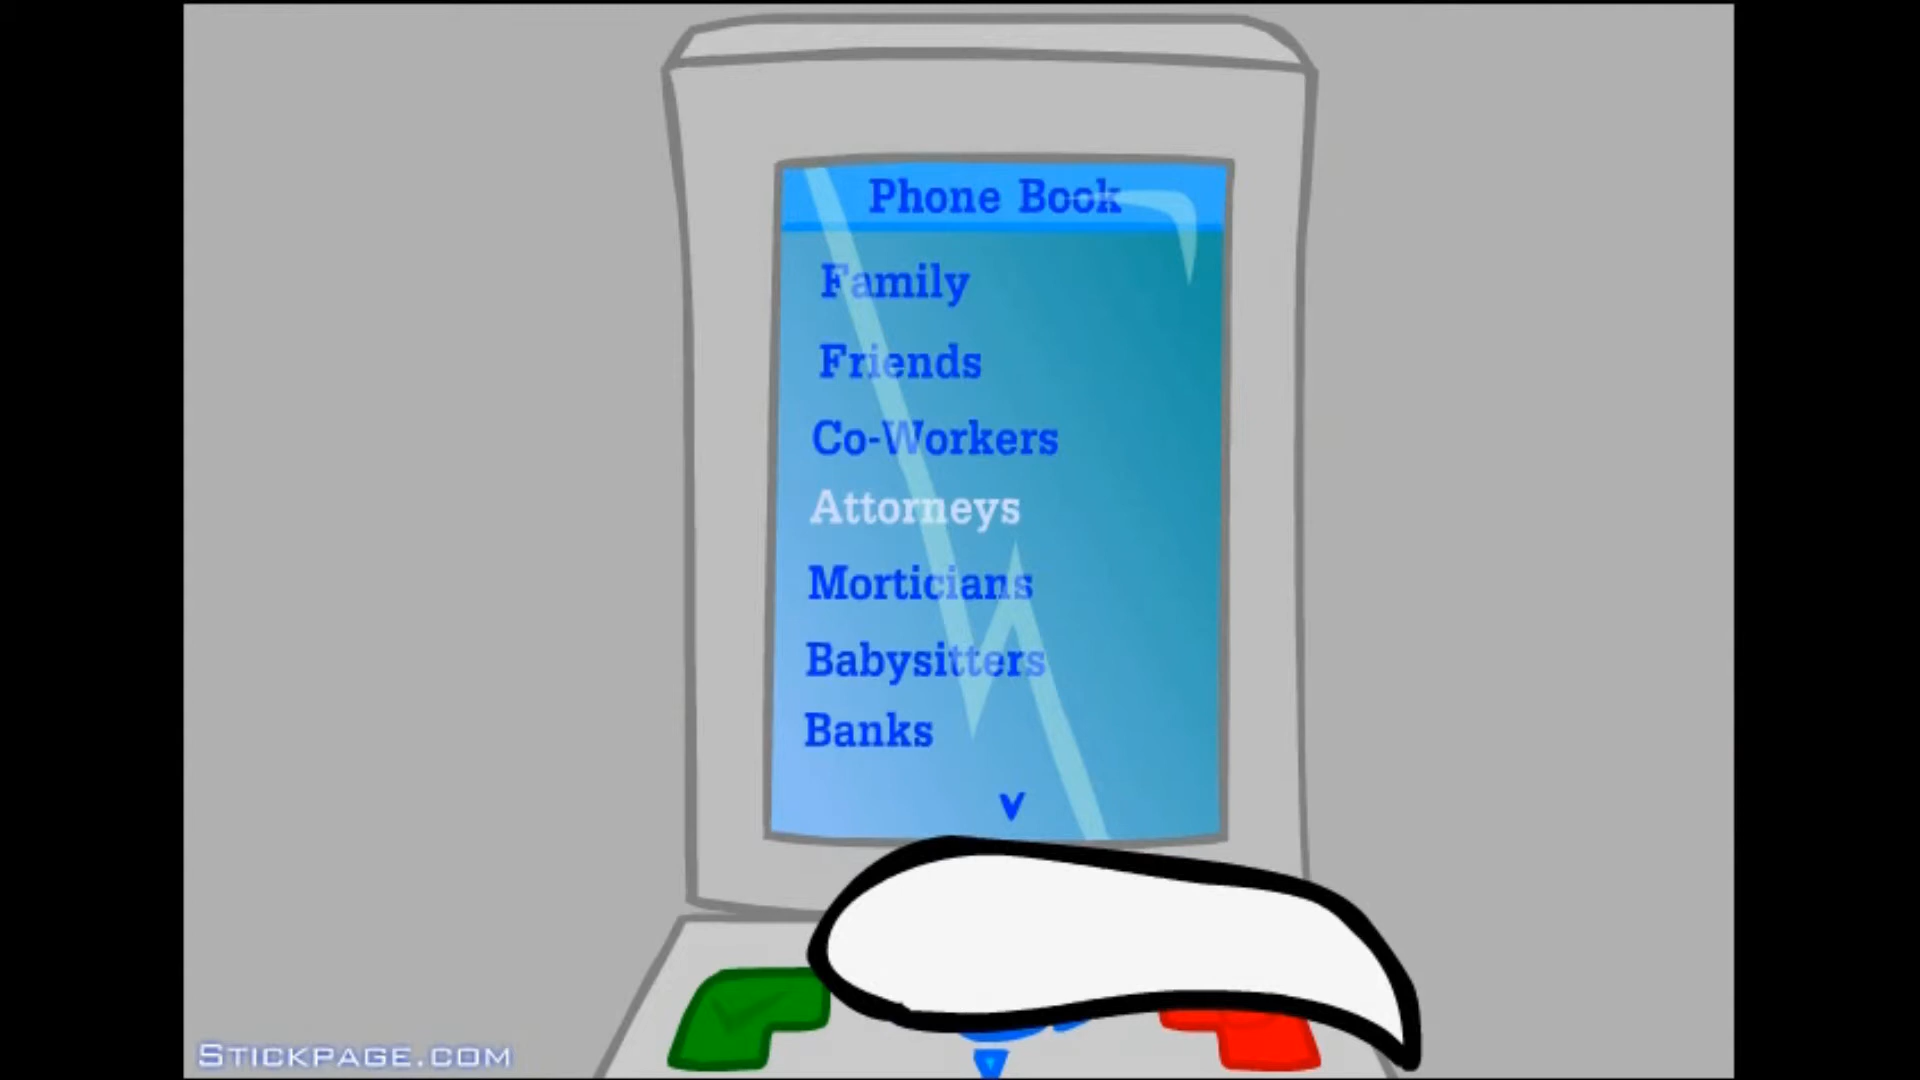 Phone Book
Family
Friends
Co-Workers
Attorneys
Morticians
Babysitters
Banks
v
STICKPAGE.COM